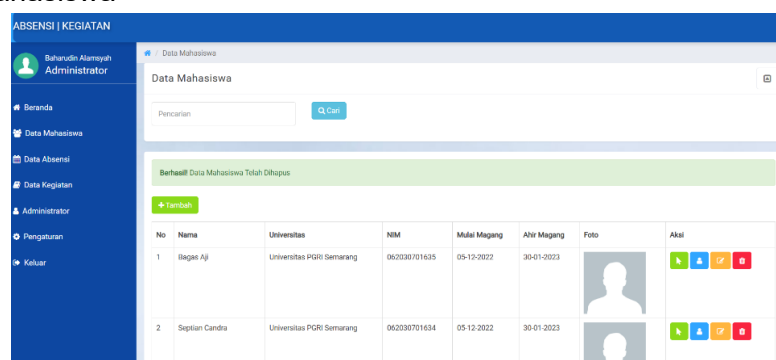 ABSENSI | KEGIATAN
Baharudin Alamsyah
Administrator
Beranda
Data Mahasiswa
Data Absensi
Data Kegiatan
Administrator
Pengaturan
Keluar
/ Data Mahasiswa
Data Mahasiswa
Pencarian
Cari
Berhasil! Data Mahasiswa Telah Dihapus
+ Tambah
No Nama Universitas NIM Mulai Magang Ahir Magang Foto Aksi
1 Bagas Aji Universitas PGRI Semarang 062030701635 05-12-2022 30-01-2023
2 Septian Candra Universitas PGRI Semarang 062030701634 05-12-2022 30-01-2023